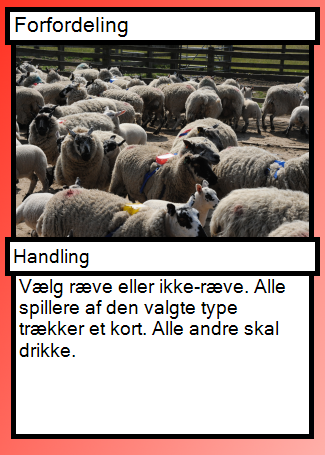 Forfordeling
Handling
Vælg ræve eller ikke-ræve. Alle
spillere af den valgte type
trækker et kort. Alle andre skal
drikke.